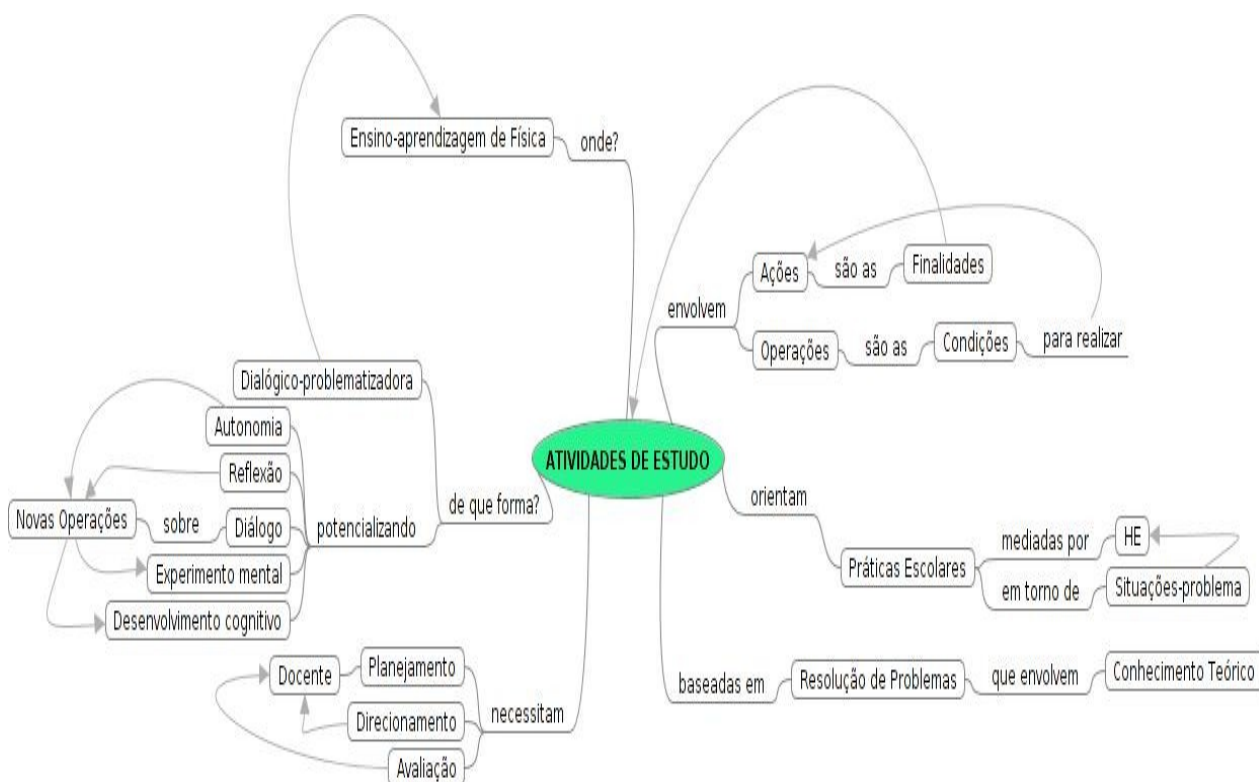 Ensino-aprendizagem de Física
onde?
Ações
são as
Finalidades
envolvem
Operações
são as
Condições
para realizar
Dialógico-problematizadora
Autonomia
ATIVIDADES DE ESTUDO
Reflexão
de que forma?
orientam
Novas Operações
sobre
Diálogo
potencializando
mediadas por
HE
Práticas Escolares
Experimento mental
em torno de
Situações-problema
Desenvolvimento cognitivo
Docente
Planejamento
baseadas em
Resolução de Problemas
que envolvem
Conhecimento Teórico
Direcionamento
necessitam
Avaliação